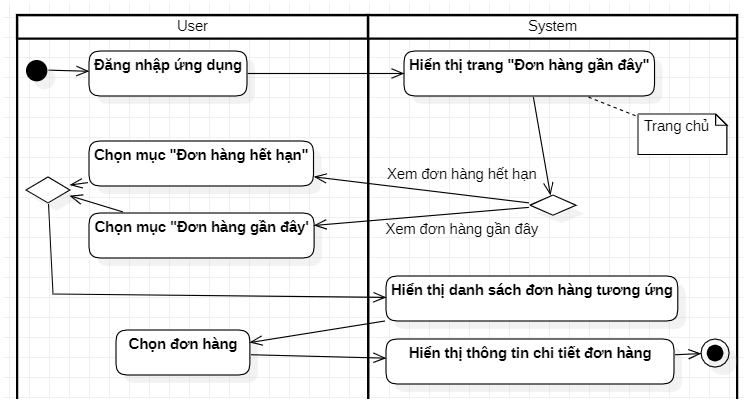 User
System
Đăng nhập ứng dụng
Hiển thị trang "Đơn hàng gần đây"
Trang chủ
Chọn mục "Đơn hàng hết hạn"
Xem đơn hàng hết hạn
Chọn mục "Đơn hàng gần đây'
Xem đơn hàng gần đây
Hiển thị danh sách đơn hàng tương ứng
Chọn đơn hàng
Hiển thị thông tin chi tiết đơn hàng